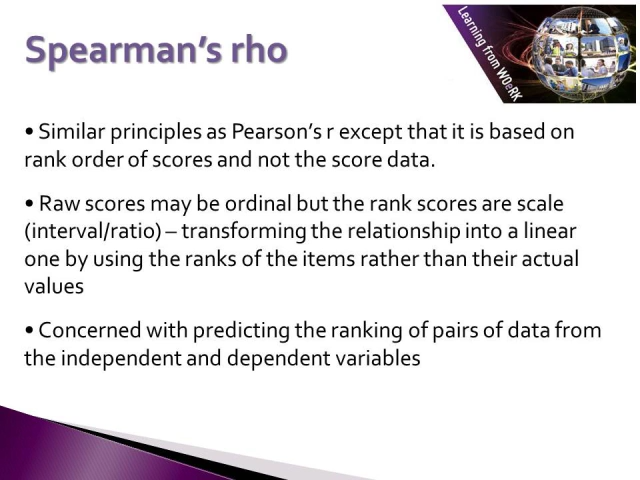 Spearman’s rho
Learning from WOeRK
• Similar principles as Pearson’s r except that it is based on
rank order of scores and not the score data.
• Raw scores may be ordinal but the rank scores are scale
(interval/ratio) – transforming the relationship into a linear
one by using the ranks of the items rather than their actual
values
• Concerned with predicting the ranking of pairs of data from
the independent and dependent variables